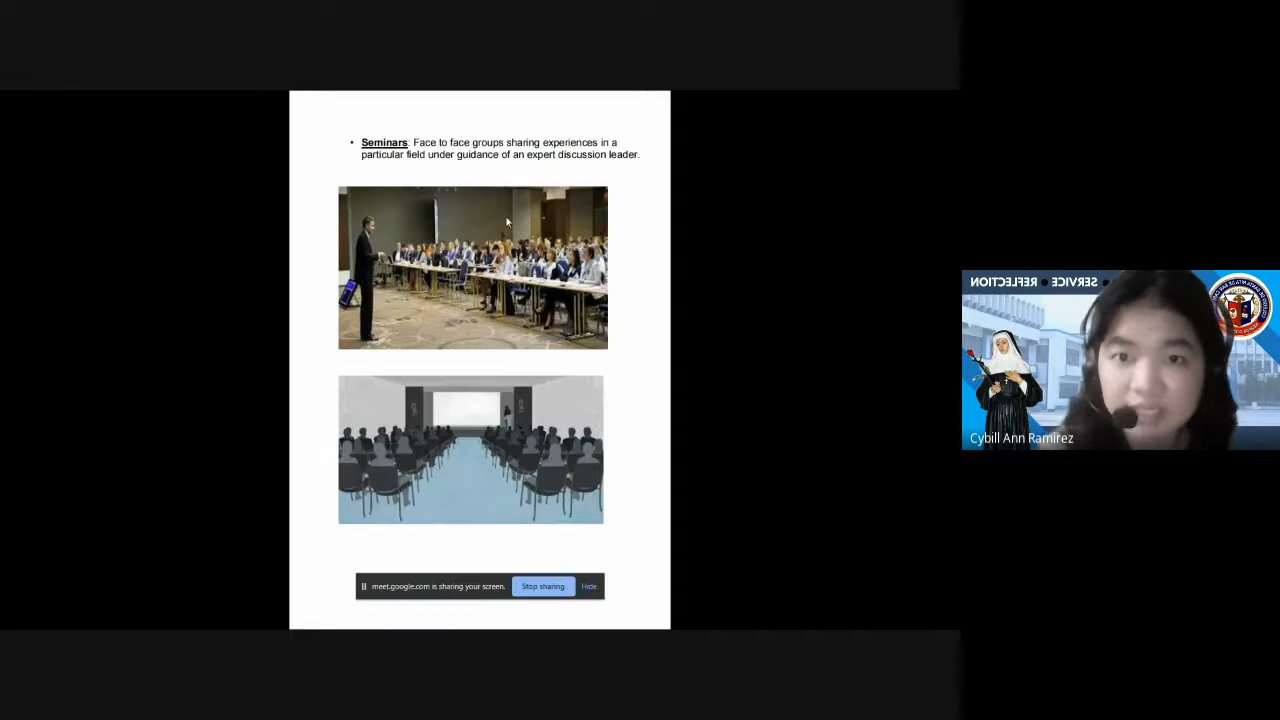 • Seminars: Face to face groups sharing experiences in a
particular field under guidance of an expert discussion leader.
meet.google.com is sharing your screen. Stop sharing Hide
SERVICE ● REFLECTION
Cybill Ann Ramirez